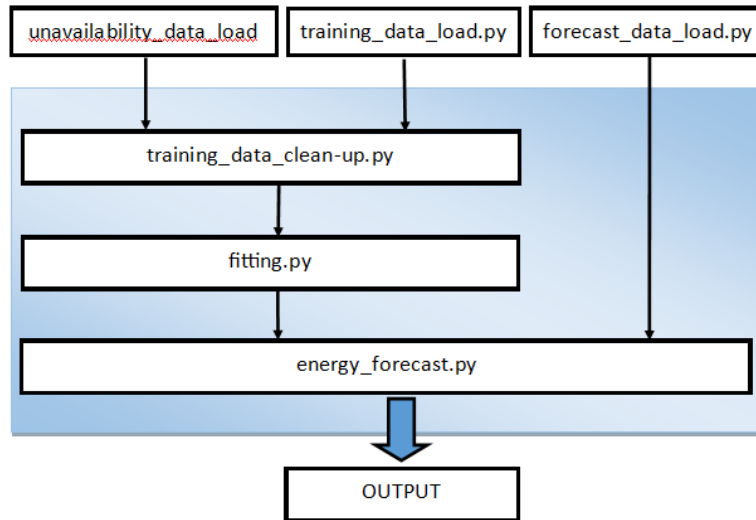 unavailability_data_load
training_data_load.py
forecast_data_load.py
training_data_clean-up.py
fitting.py
energy_forecast.py
OUTPUT